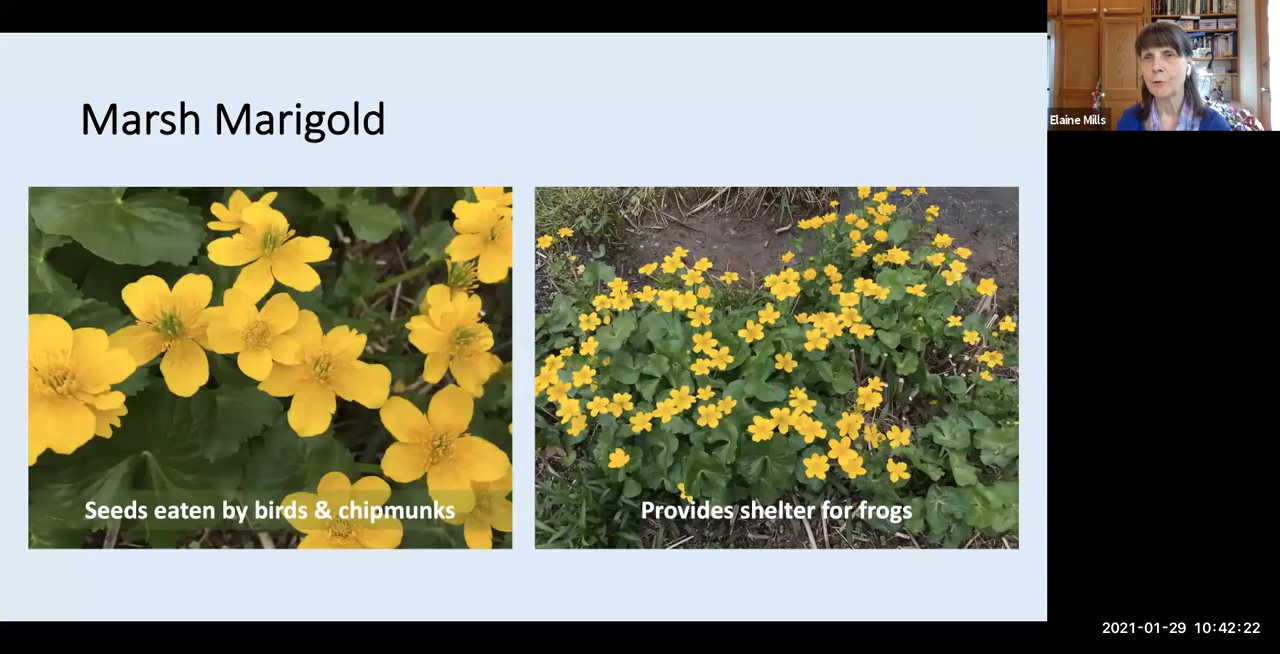 Marsh Marigold
Elaine Mills
Seeds eaten by birds & chipmunks
Provides shelter for frogs
2021-01-29 10:42:22